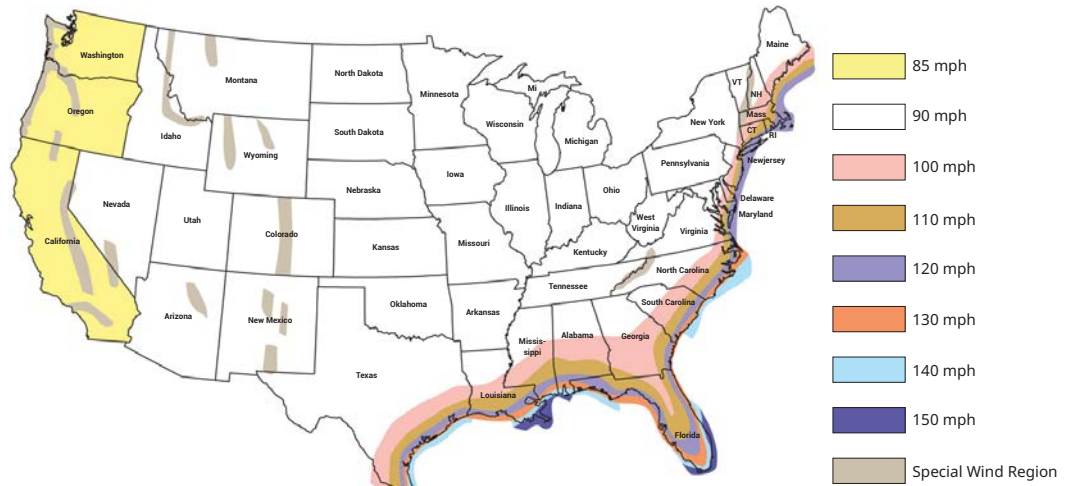 Washington
Montana
North Dakota
Minnesota
Maine
VT
NH
Mass
CT
RI
Oregon
Idaho
Wyoming
South Dakota
Wisconsin
Mi
Michigan
New York
Newjersey
Pennsylvania
Delaware
Maryland
Nevada
Utah
Colorado
Nebraska
Iowa
Illinois
Indiana
Ohio
West
Virginia
Virginia
California
Kansas
Missouri
Kentucky
North Carolina
Tennessee
South Carolina
Arizona
New Mexico
Oklahoma
Arkansas
Missis-
sippi
Alabama
Georgia
Texas
Louisiana
Florida
85 mph
90 mph
100 mph
110 mph
120 mph
130 mph
140 mph
150 mph
Special Wind Region